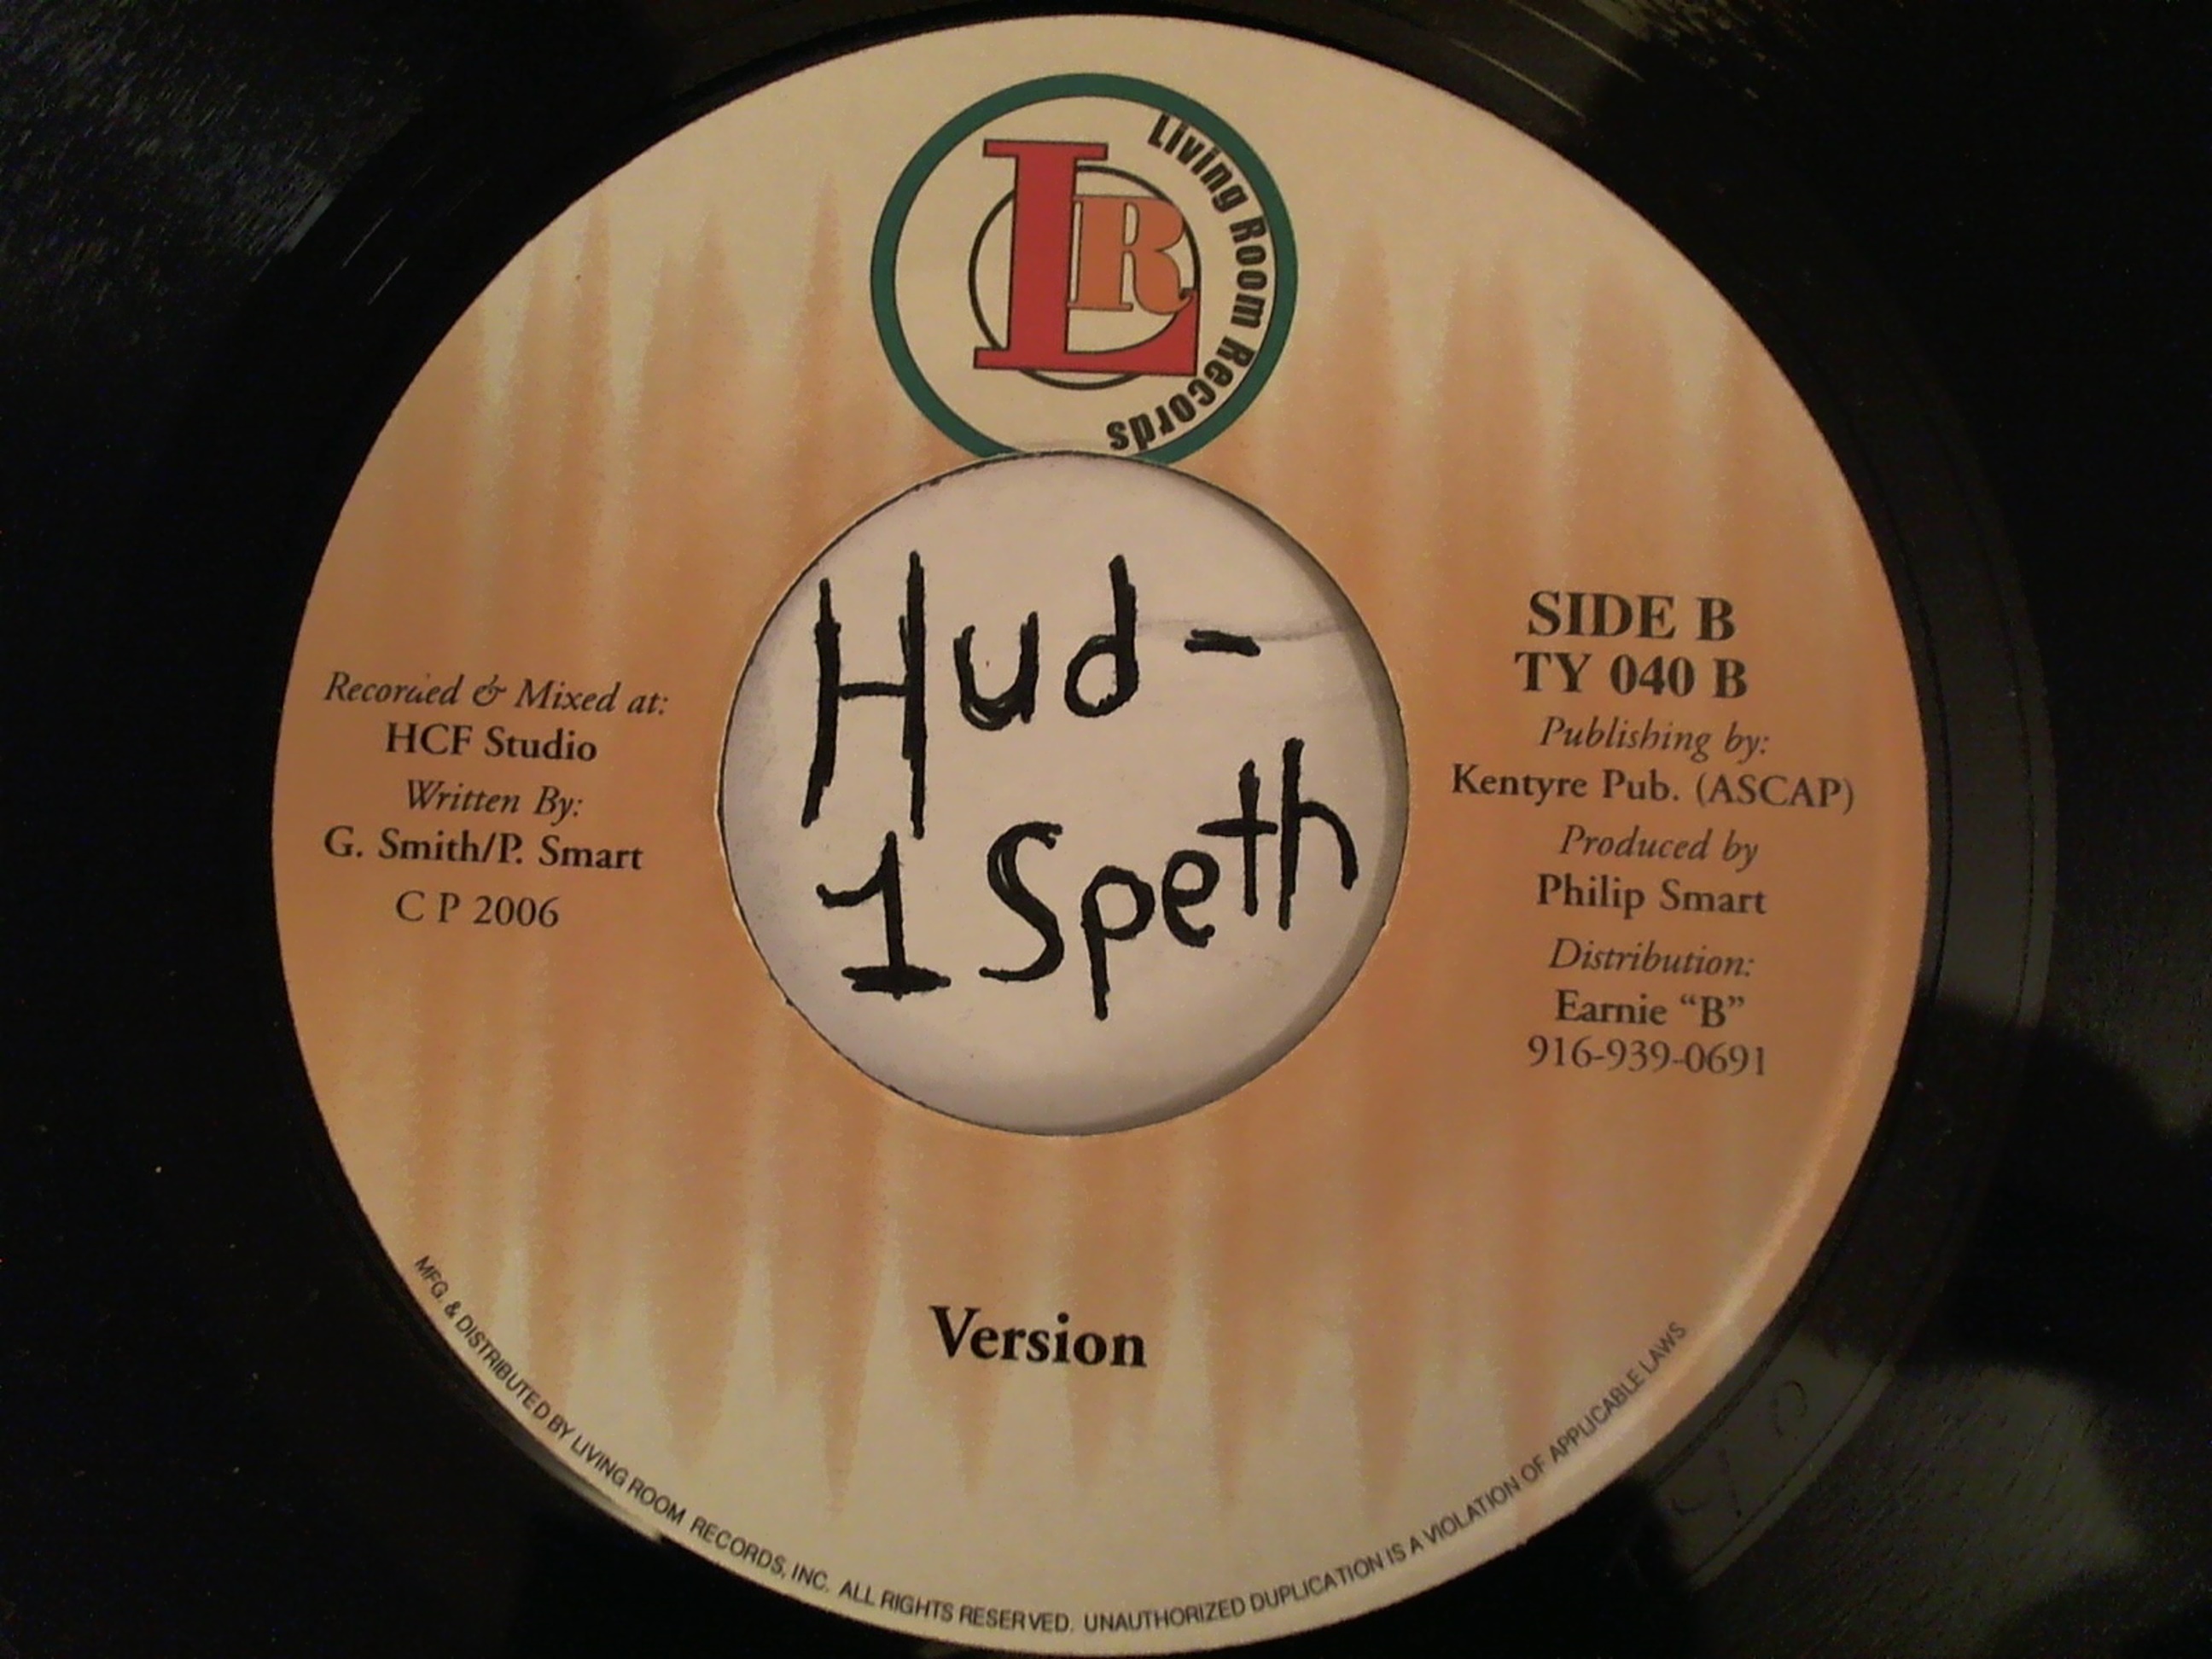 LR
Living Room Records
Hud-
1 Speth
Recorded & Mixed at:
HCF Studio
Written By:
G. Smith/P. Smart
C P 2006
SIDE B
TY 040 B
Publishing by:
Kentyre Pub. (ASCAP)
Produced by
Philip Smart
Distribution:
Earnie “B”
916-939-0691
Version
MFG. & DISTRIBUTED BY LIVING ROOM RECORDS, INC. ALL RIGHTS RESERVED. UNAUTHORIZED DUPLICATION IS A VIOLATION OF APPLICABLE LAWS